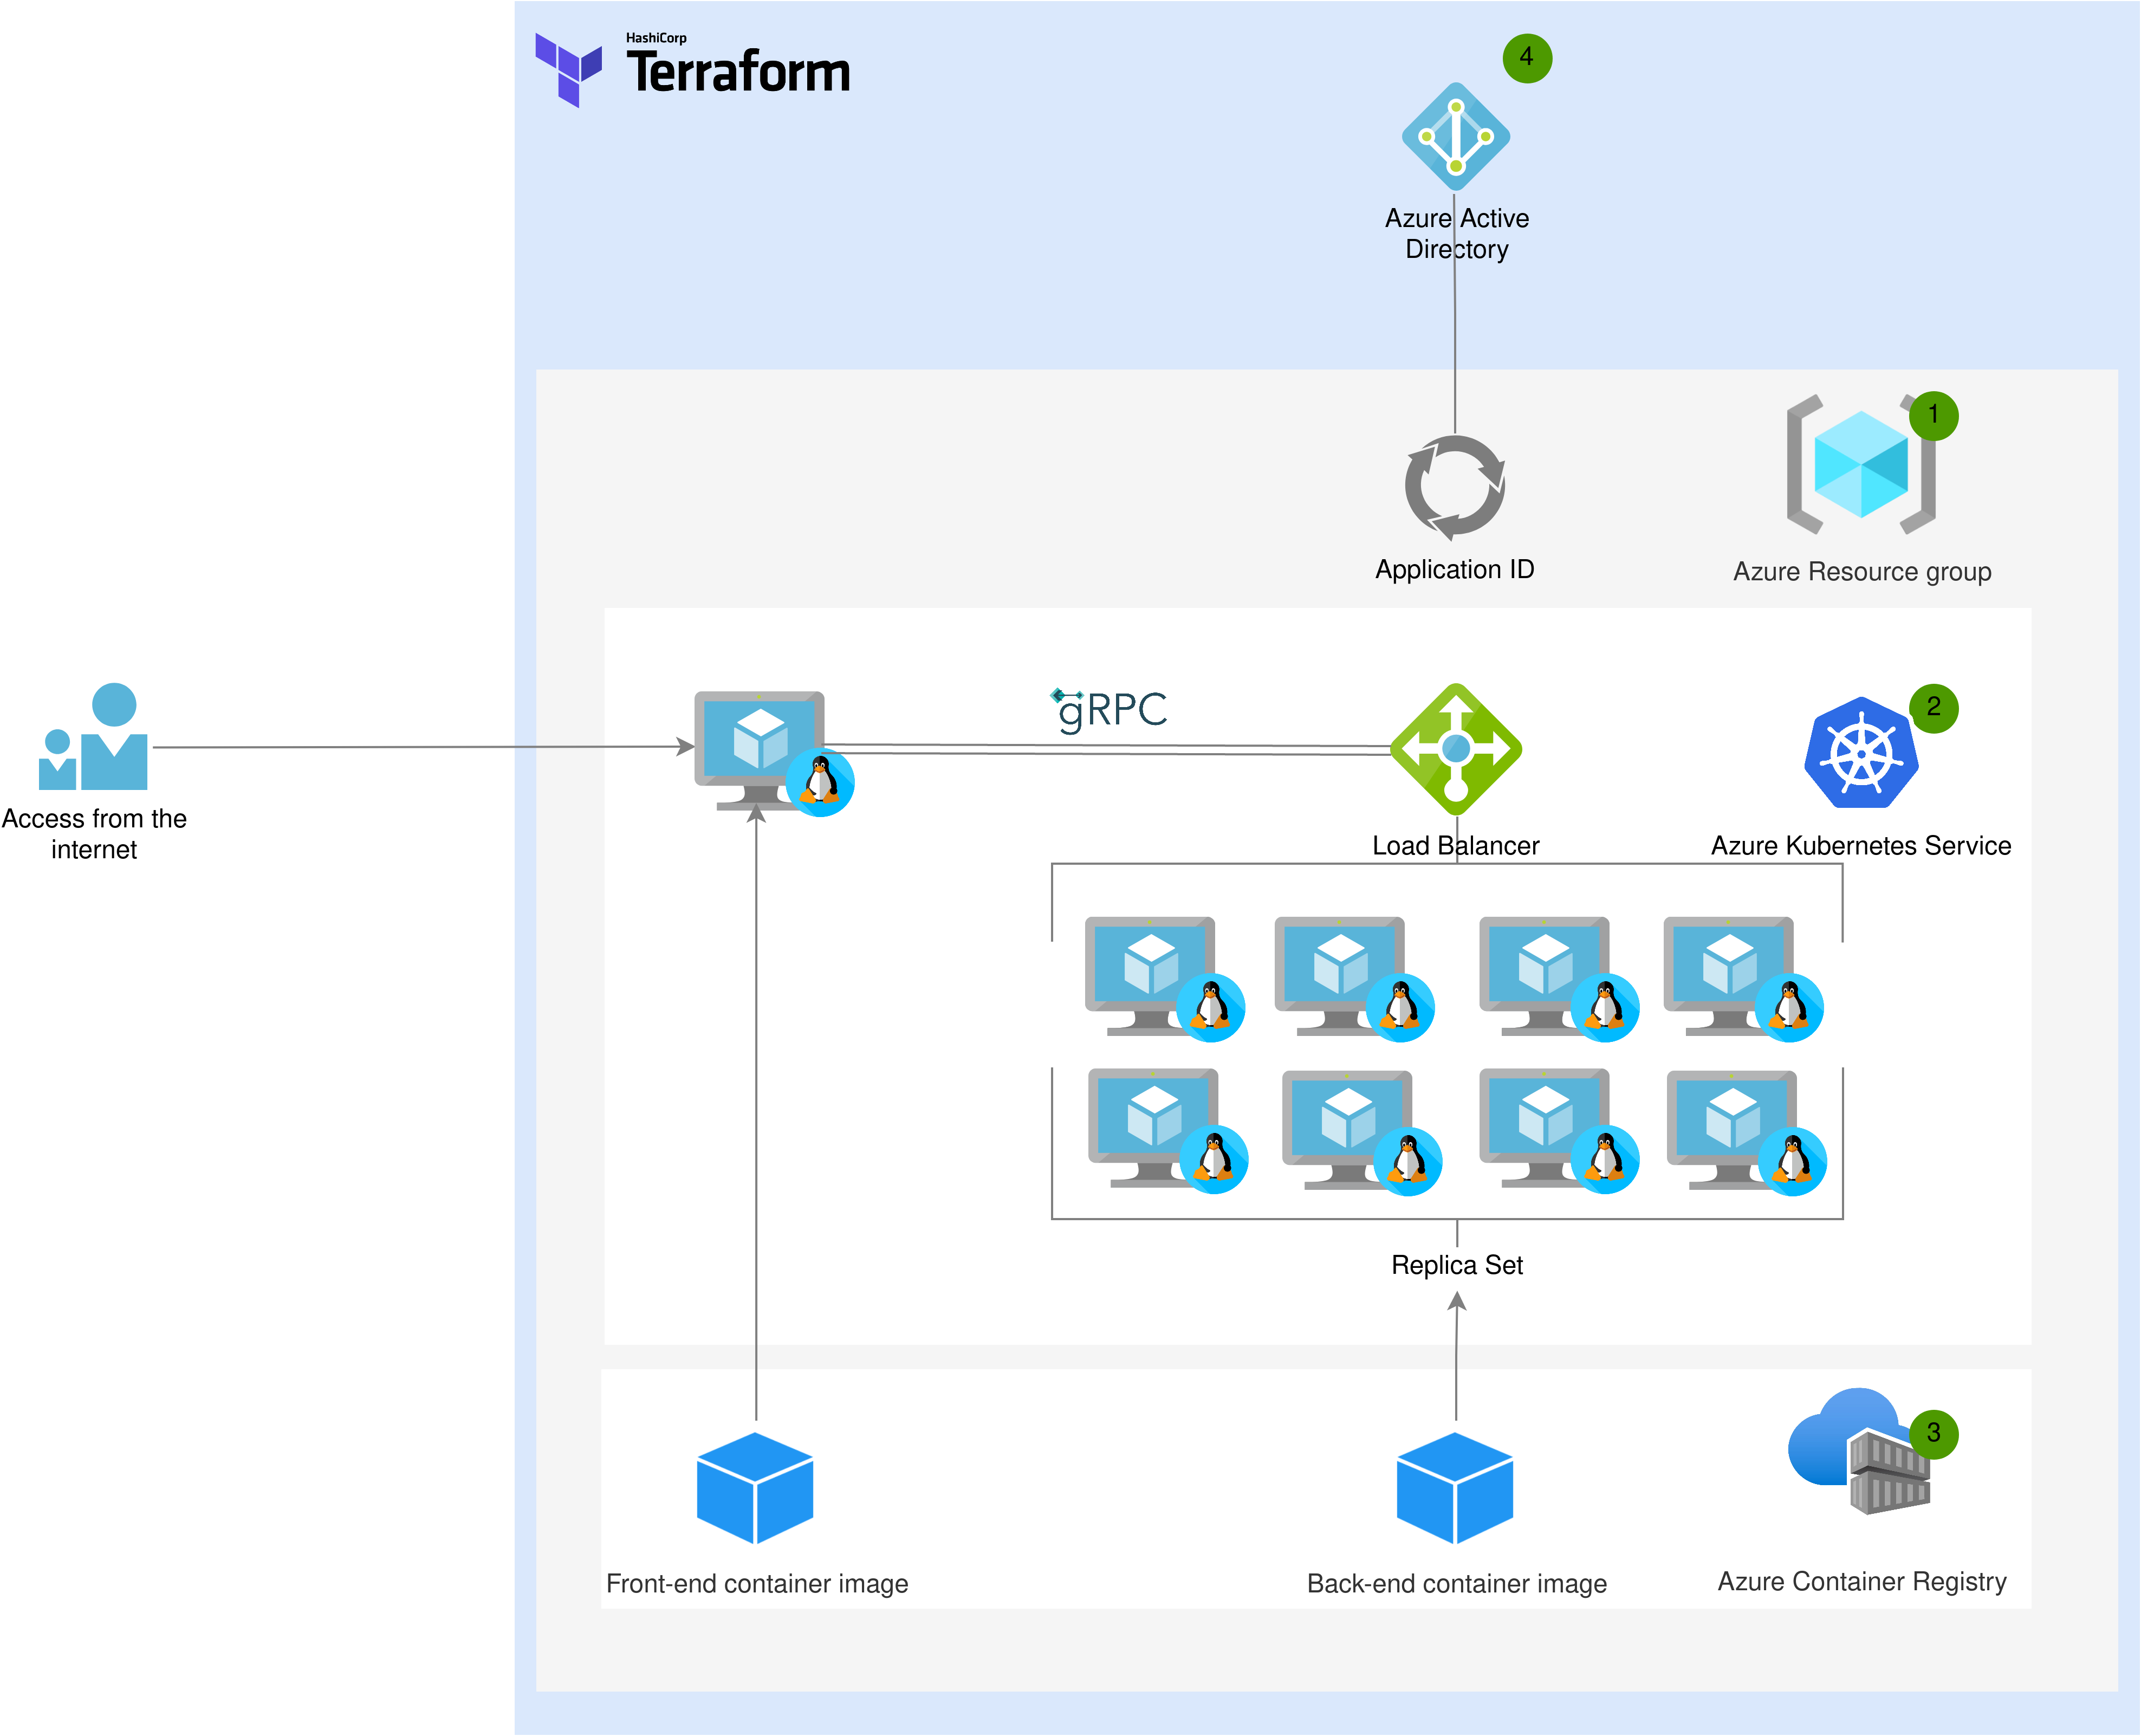 HashiCorp
Terraform
4
Azure Active
Directory
1
Application ID
Azure Resource group
gRPC
2
Access from the
internet
Load Balancer
Azure Kubernetes Service
Replica Set
3
Front-end container image
Back-end container image
Azure Container Registry